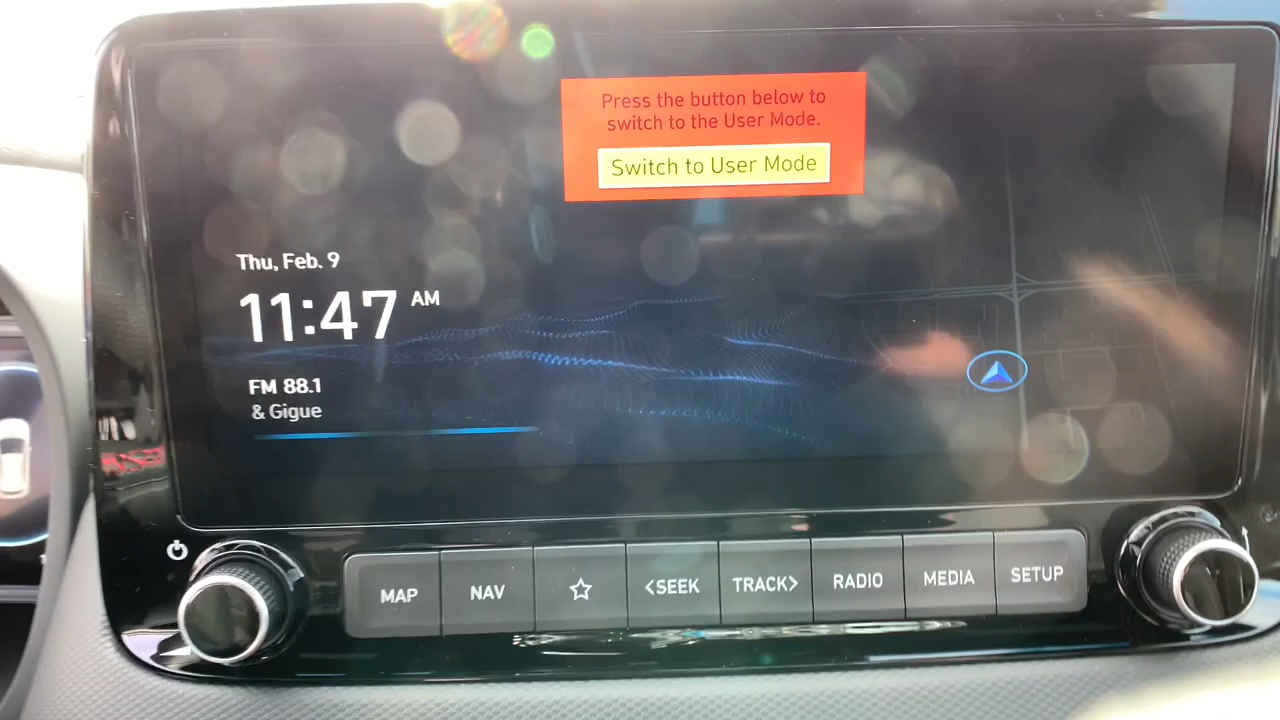 Press the button below to
switch to the User Mode.
Switch to User Mode
Thu, Feb. 9
11:47 AM
FM 88.1
& Gigue
MAP
NAV
<SEEK
TRACK>
RADIO
MEDIA
SETUP